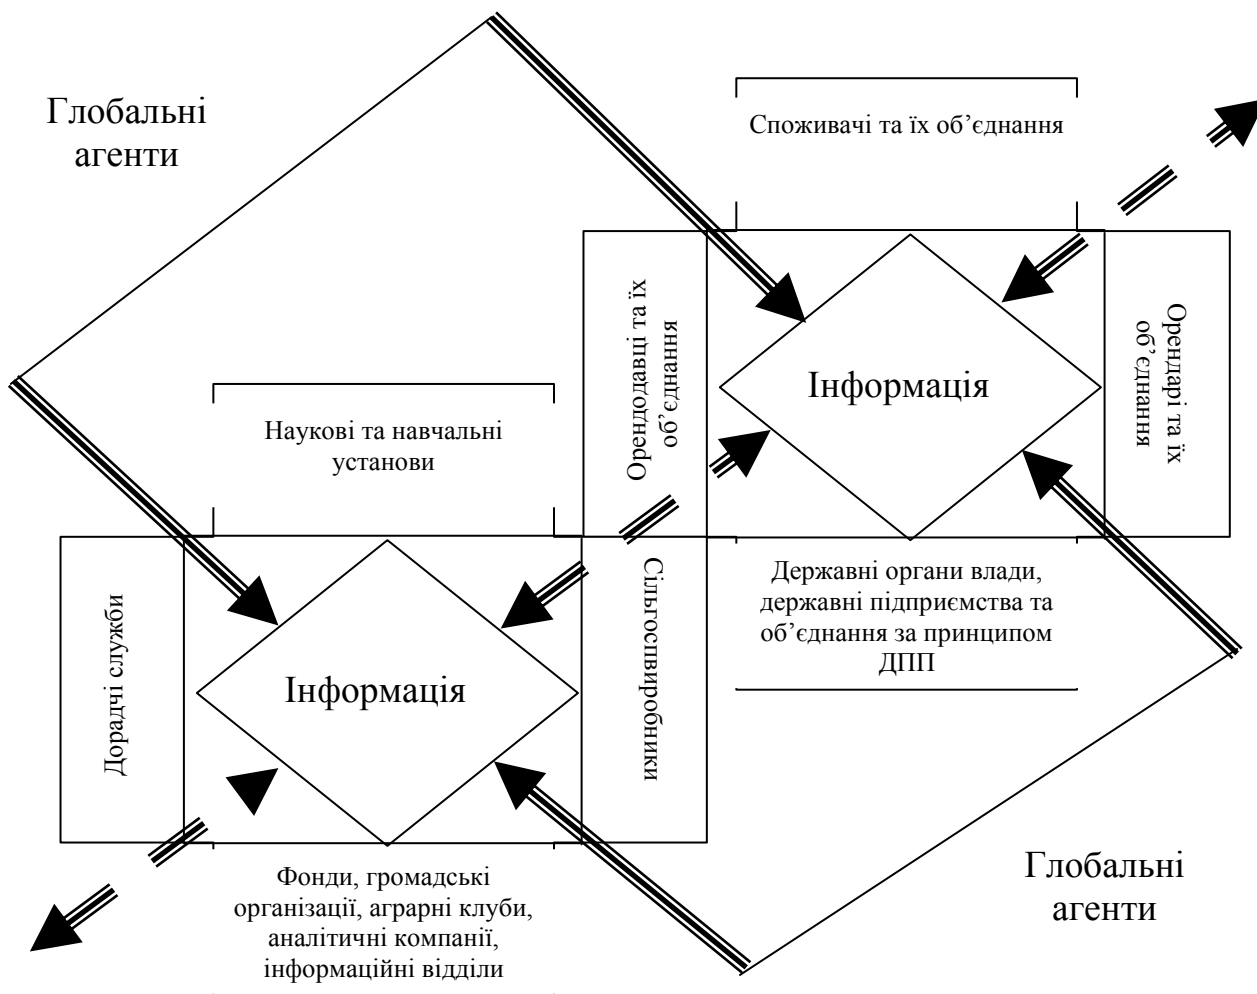 Глобальні
агенти
Споживачі та їх об’єднання
Орендодавці та їх
об’єднання
Інформація
Орендарі та їх
об’єднання
Наукові та навчальні
установи
Державні органи влади,
державні підприємства та
об’єднання за принципом
ДПП
Дорадчі служби
Інформація
Сільгоспвиробники
Фонди, громадські
організації, аграрні клуби,
аналітичні компанії,
інформаційні відділи
Глобальні
агенти